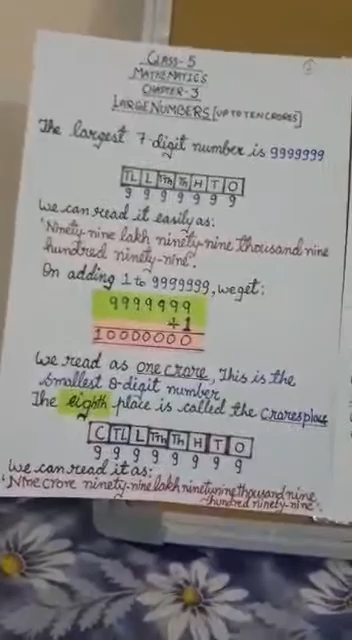 ①
CLASS-5
MATHEMATICS
CHAPTER-3
LARGE NUMBERS [UP TO TEN CRORES]
The largest 7-digit number is 9999999
TL L TTh Th H T O
9 9 9 9 9 9 9
We can read it easily as:
'Ninety-nine lakh ninety-nine thousand nine
hundred ninety-nine'.
On adding 1 to 9999999, we get:
9999999
+1
10000000
We read as one crore, This is the
smallest 8-digit number
The eighth place is called the Crores place
C TL L TTh Th H T O
9 9 9 9 9 9 9 9
We can read it as:
'Nine crore ninety-nine lakh ninety nine thousand nine
hundred ninety-nine'